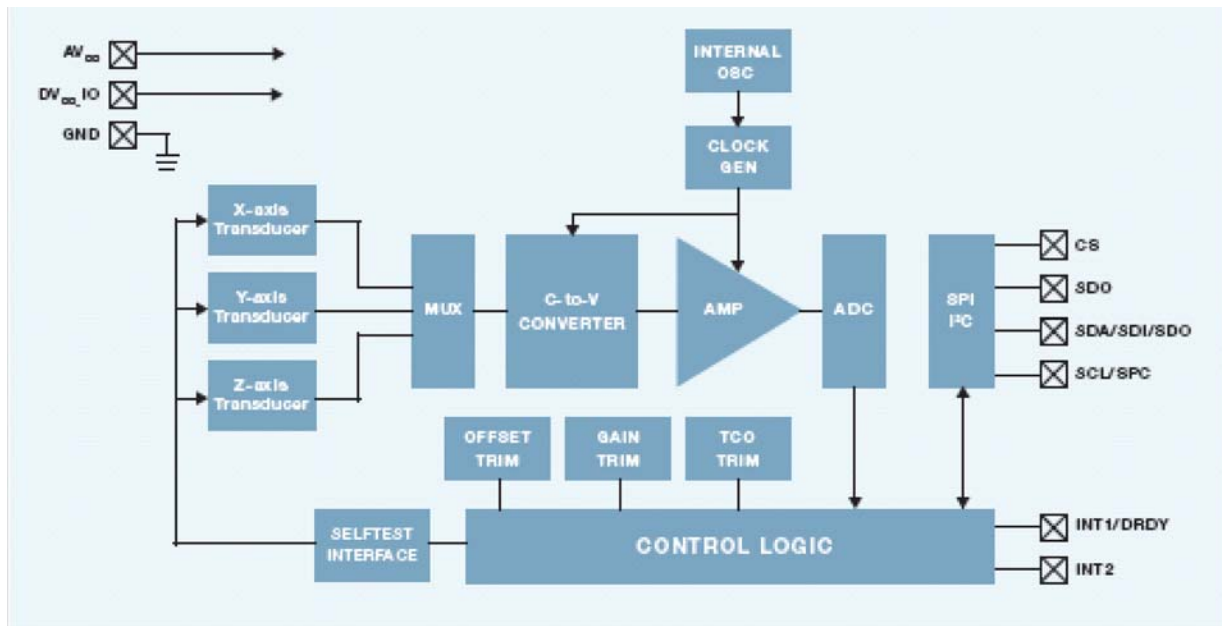 AVDD
INTERNAL
OSC
DVDD_IO
GND
CLOCK
GEN
X-axis
Transducer
Y-axis
Transducer
Z-axis
Transducer
MUX
C-to-V
CONVERTER
AMP
ADC
SPI
I²C
CS
SDO
SDA/SDI/SDO
SCL/SPC
OFFSET
TRIM
GAIN
TRIM
TCO
TRIM
SELFTEST
INTERFACE
CONTROL LOGIC
INT1/DRDY
INT2